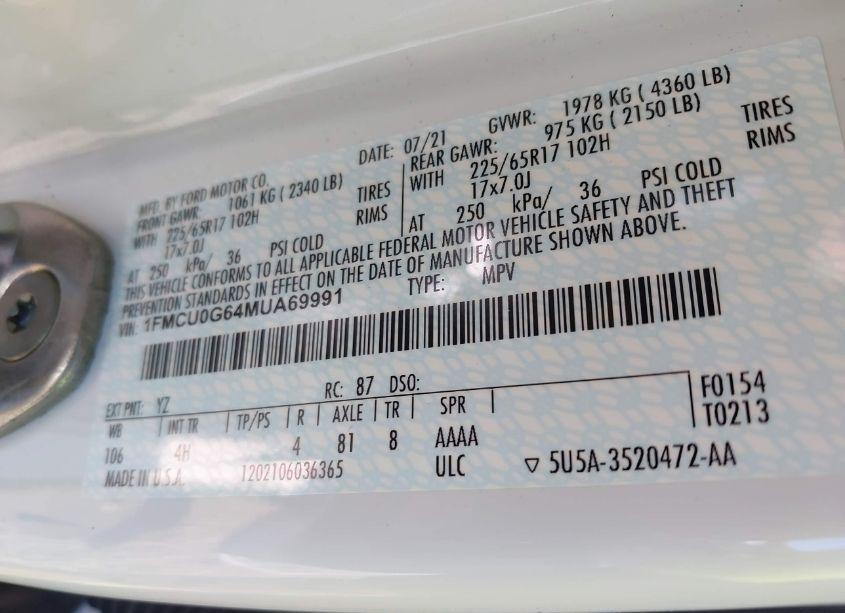 MFD. BY FORD MOTOR CO.
DATE: 07/21 GVWR: 1978 KG ( 4360 LB)
FRONT GAWR: 1061 KG ( 2340 LB)
WITH 225/65R17 102H TIRES
17x7.0J RIMS
AT 250 kPa/ 36 PSI COLD
REAR GAWR: 975 KG ( 2150 LB)
WITH 225/65R17 102H TIRES
17x7.0J RIMS
AT 250 kPa/ 36 PSI COLD
THIS VEHICLE CONFORMS TO ALL APPLICABLE FEDERAL MOTOR VEHICLE SAFETY AND THEFT
PREVENTION STANDARDS IN EFFECT ON THE DATE OF MANUFACTURE SHOWN ABOVE.
VIN: 1FMCU0G64MUA69991 TYPE: MPV
EXT PNT: YZ RC: 87 DSO:
WB INT TR TP/PS R AXLE TR SPR
106 4H 4 81 8 AAAA
F0154
T0213
MADE IN U.S.A. 1202106036365 ULC ▽ 5U5A-3520472-AA